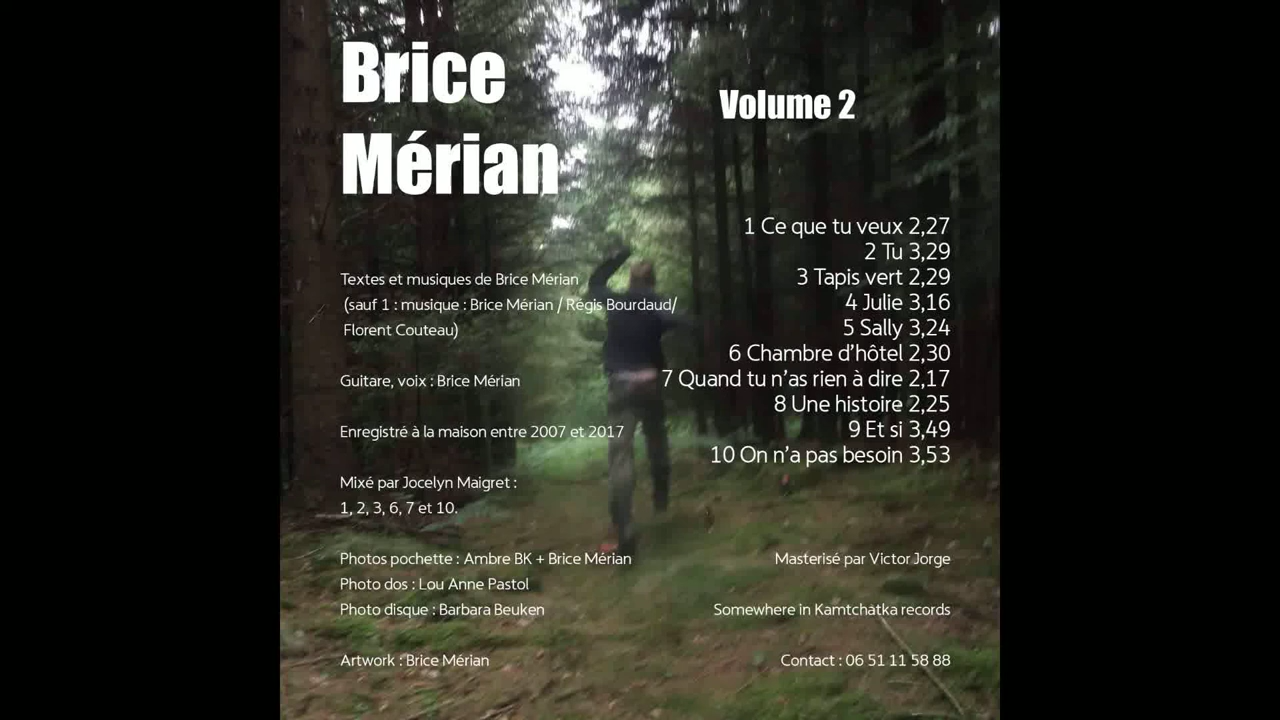 Brice
Mérian
Volume 2
1 Ce que tu veux 2,27
2 Tu 3,29
3 Tapis vert 2,29
4 Julie 3,16
5 Sally 3,24
6 Chambre d'hôtel 2,30
7 Quand tu n'as rien à dire 2,17
8 Une histoire 2,25
9 Et si 3,49
10 On n'a pas besoin 3,53
Textes et musiques de Brice Mérian
(sauf 1 : musique : Brice Mérian / Régis Bourdaud/
Florent Couteau)
Guitare, voix : Brice Mérian
Enregistré à la maison entre 2007 et 2017
Mixé par Jocelyn Maigret :
1, 2, 3, 6, 7 et 10.
Photos pochette : Ambre BK + Brice Mérian
Photo dos : Lou Anne Pastol
Photo disque : Barbara Beuken
Artwork : Brice Mérian
Masterisé par Victor Jorge
Somewhere in Kamtchatka records
Contact : 06 51 11 58 88